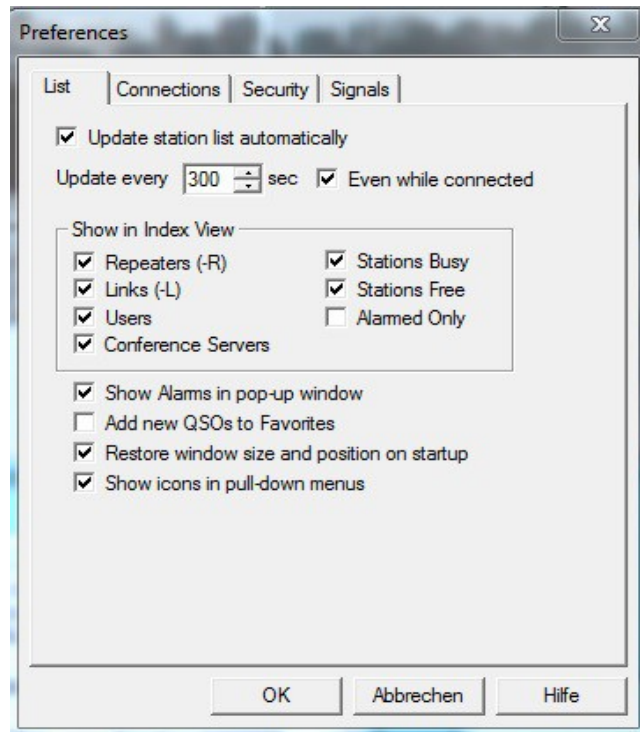 Preferences
List Connections Security Signals
Update station list automatically
Update every 300 sec Even while connected
Show in Index View
Repeaters (-R) Stations Busy
Links (-L) Stations Free
Users Alarmed Only
Conference Servers
Show Alarms in pop-up window
Add new QSOs to Favorites
Restore window size and position on startup
Show icons in pull-down menus
OK Abbrechen Hilfe